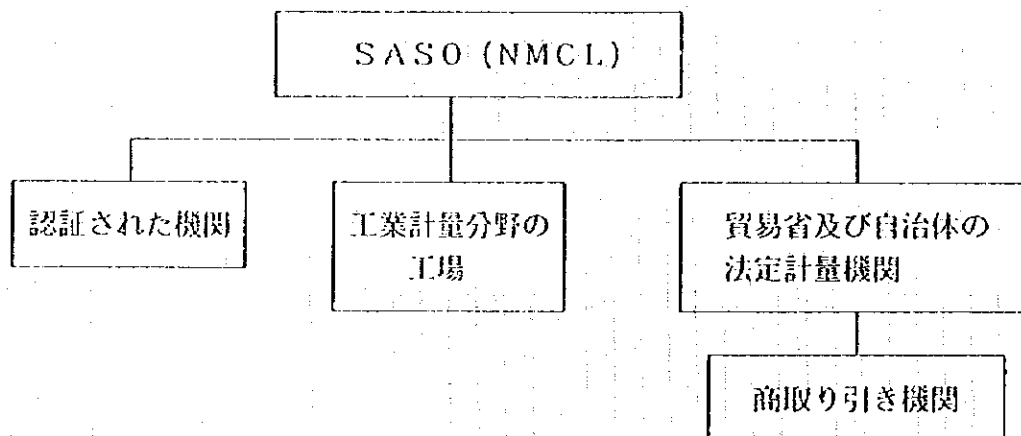 SASO (NMCL)
認証された機関
工業計量分野の
工場
貿易省及び自治体の
法定計量機関
商取り引き機関